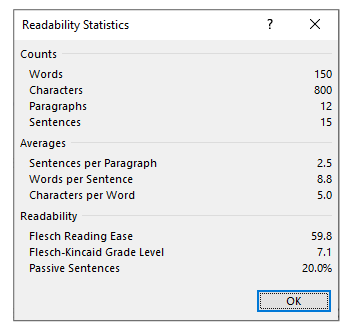 Readability Statistics ? ×
Counts
Words 150
Characters 800
Paragraphs 12
Sentences 15
Averages
Sentences per Paragraph 2.5
Words per Sentence 8.8
Characters per Word 5.0
Readability
Flesch Reading Ease 59.8
Flesch-Kincaid Grade Level 7.1
Passive Sentences 20.0%
OK